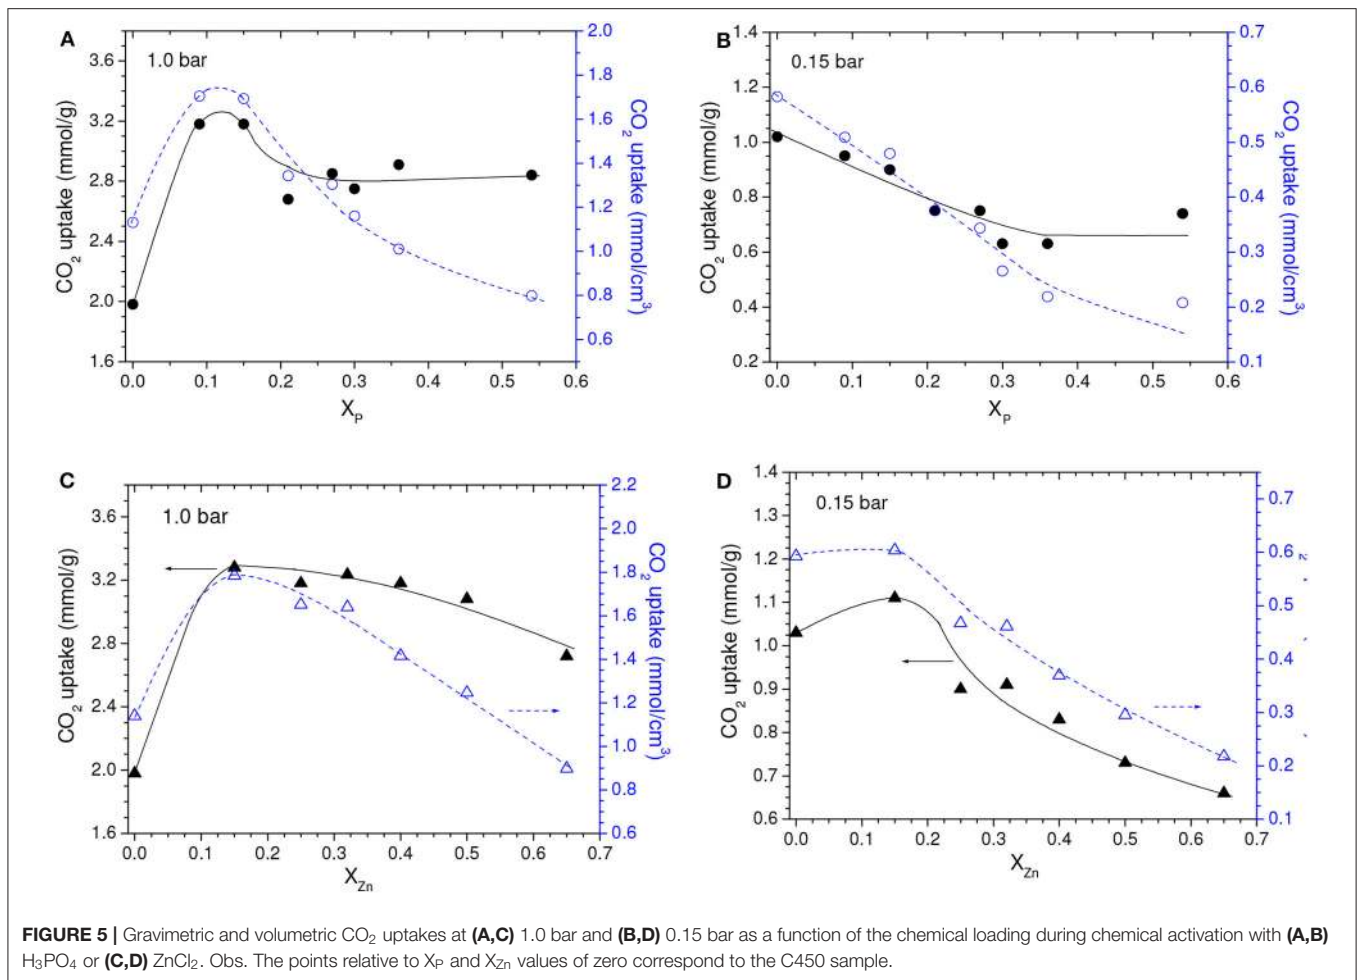 A
1.0 bar
CO2 uptake (mmol/g)
3.6
3.2
2.8
2.4
2.0
1.6
0.0 0.1 0.2 0.3 0.4 0.5 0.6
XP
2.0
1.8
1.6
1.4
1.2
1.0
0.8
0.6
CO2 uptake (mmol/cm3)
B
0.15 bar
CO2 uptake (mmol/g)
1.4
1.2
1.0
0.8
0.6
0.4
0.2
0.0 0.1 0.2 0.3 0.4 0.5 0.6
XP
0.7
0.6
0.5
0.4
0.3
0.2
0.1
CO2 uptake (mmol/cm3)
C
1.0 bar
CO2 uptake (mmol/g)
3.6
3.2
2.8
2.4
2.0
1.6
0.0 0.1 0.2 0.3 0.4 0.5 0.6 0.7
XZn
2.2
2.0
1.8
1.6
1.4
1.2
1.0
0.8
0.6
CO2 uptake (mmol/cm3)
D
0.15 bar
CO2 uptake (mmol/g)
1.4
1.3
1.2
1.1
1.0
0.9
0.8
0.7
0.6
0.0 0.1 0.2 0.3 0.4 0.5 0.6 0.7
XZn
0.7
0.6
0.5
0.4
0.3
0.2
0.1
FIGURE 5 | Gravimetric and volumetric CO2 uptakes at (A,C) 1.0 bar and (B,D) 0.15 bar as a function of the chemical loading during chemical activation with (A,B)
H3PO4 or (C,D) ZnCl2. Obs. The points relative to XP and XZn values of zero correspond to the C450 sample.